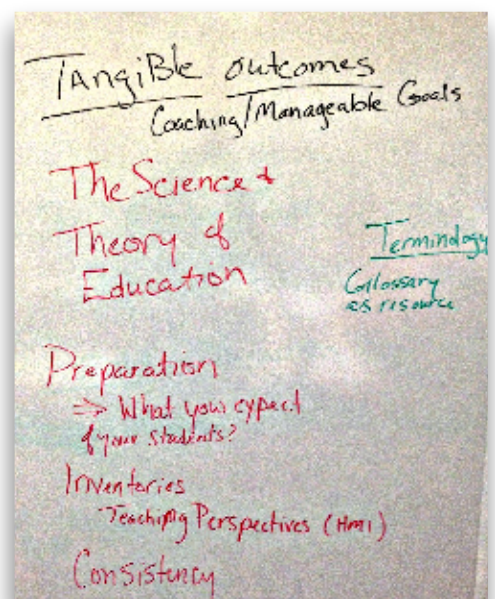 TAngiBle outcomes
Coaching/Manageable Goals
The Science &
Theory of
Education
Terminology
Glossary
as resource
Preparation
=> What you expect
of your students?
Inventories
- Teaching Perspectives (HMI)
Consistency